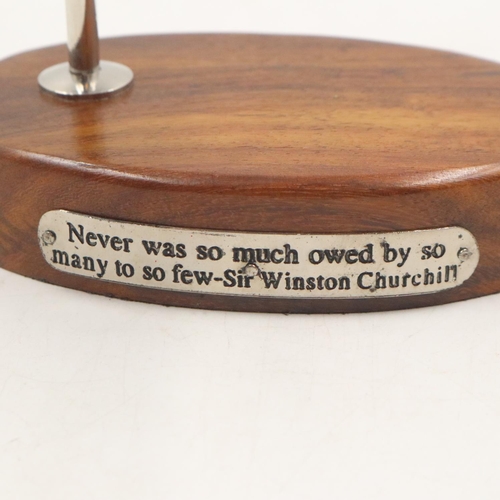 Never was so much owed by so
many to so few-Sir Winston Churchill